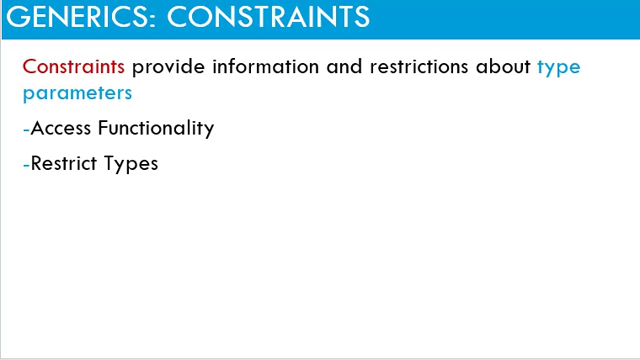 GENERICS: CONSTRAINTS
Constraints provide information and restrictions about type
parameters
-Access Functionality
-Restrict Types